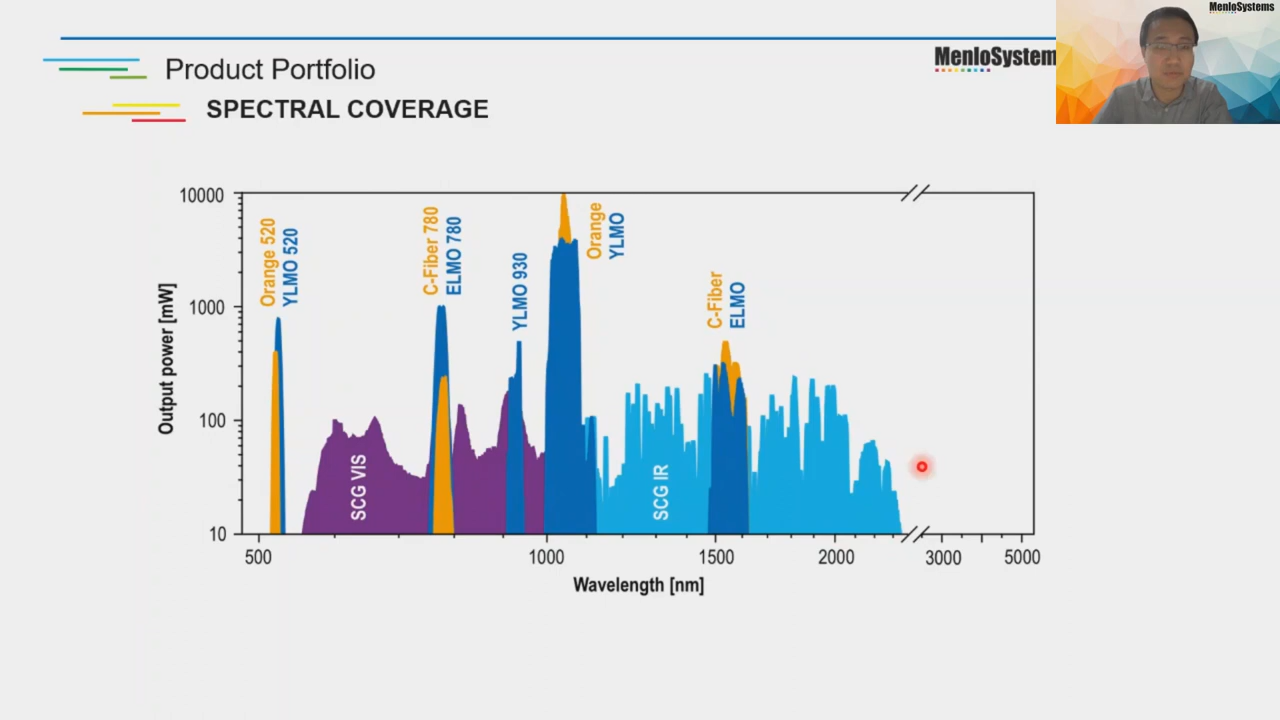 MenloSystems
Product Portfolio
MenloSystem
SPECTRAL COVERAGE
10000
1000
100
10
Output power [mW]
Orange 520
YLMO 520
C-Fiber 780
ELMO 780
YLMO 930
Orange
YLMO
C-Fiber
ELMO
SCG VIS
SCG IR
500
1000
1500
2000
3000
5000
Wavelength [nm]